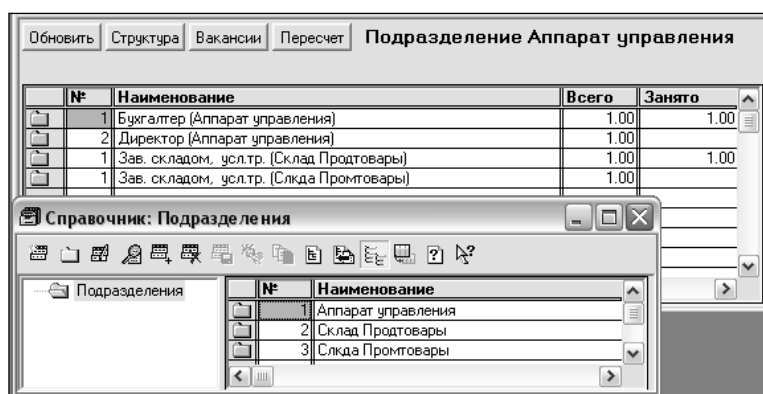 Обновить Структура Вакансии Пересчет Подразделение Аппарат управления
№ Наименование Всего Занято
1 Бухгалтер (Аппарат управления) 1.00 1.00
2 Директор (Аппарат управления) 1.00
1 Зав. складом, усл.тр. (Склад Продтовары) 1.00 1.00
1 Зав. складом, усл.тр. (Слкда Промтовары) 1.00
Справочник: Подразделения
Подразделения
№ Наименование
1 Аппарат управления
2 Склад Продтовары
3 Слкда Промтовары